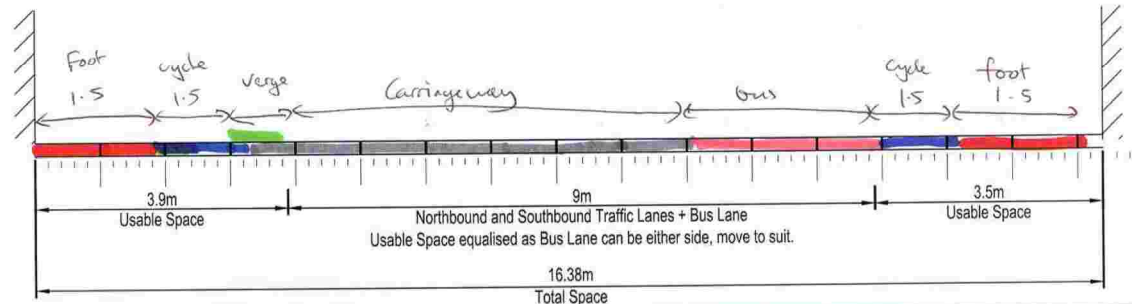 Foot
1.5
cycle
1.5
verge
Carriageway
bus
cycle
1.5
foot
1.5
3.9m
Usable Space
9m
Northbound and Southbound Traffic Lanes + Bus Lane
Usable Space equalised as Bus Lane can be either side, move to suit.
3.5m
Usable Space
16.38m
Total Space